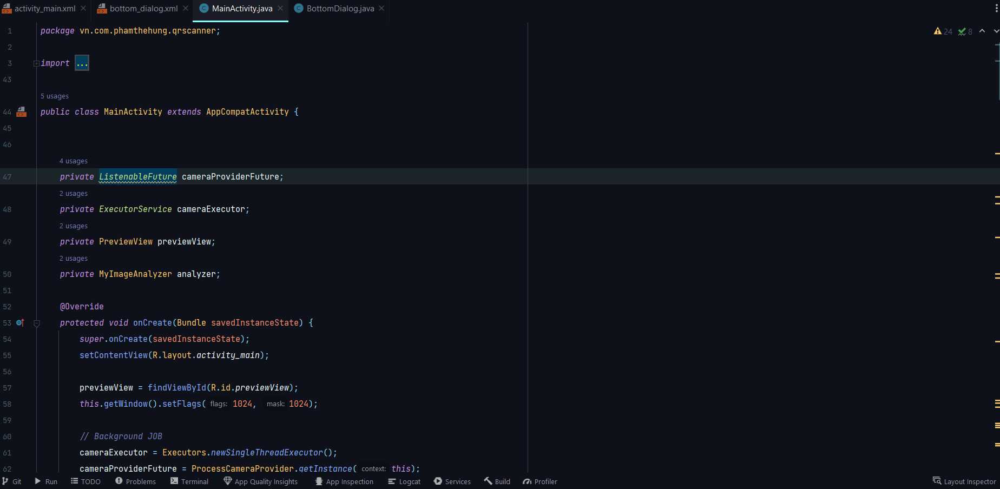 activity_main.xml bottom_dialog.xml MainActivity.java BottomDialog.java
1 package vn.com.phamthehung.qrscanner; 24 8
2
3 import ...
43
5 usages
44 public class MainActivity extends AppCompatActivity {
45
46
4 usages
47 private ListenableFuture cameraProviderFuture;
2 usages
48 private ExecutorService cameraExecutor;
2 usages
49 private PreviewView previewView;
2 usages
50 private MyImageAnalyzer analyzer;
51
52 @Override
53 protected void onCreate(Bundle savedInstanceState) {
54 super.onCreate(savedInstanceState);
55 setContentView(R.layout.activity_main);
56
57 previewView = findViewById(R.id.previewView);
58 this.getWindow().setFlags( flags: 1024, mask: 1024);
59
60 // Background JOB
61 cameraExecutor = Executors.newSingleThreadExecutor();
62 cameraProviderFuture = ProcessCameraProvider.getInstance( context: this);
Git Run TODO Problems Terminal App Quality Insights App Inspection Logcat Services Build Profiler Layout Inspector